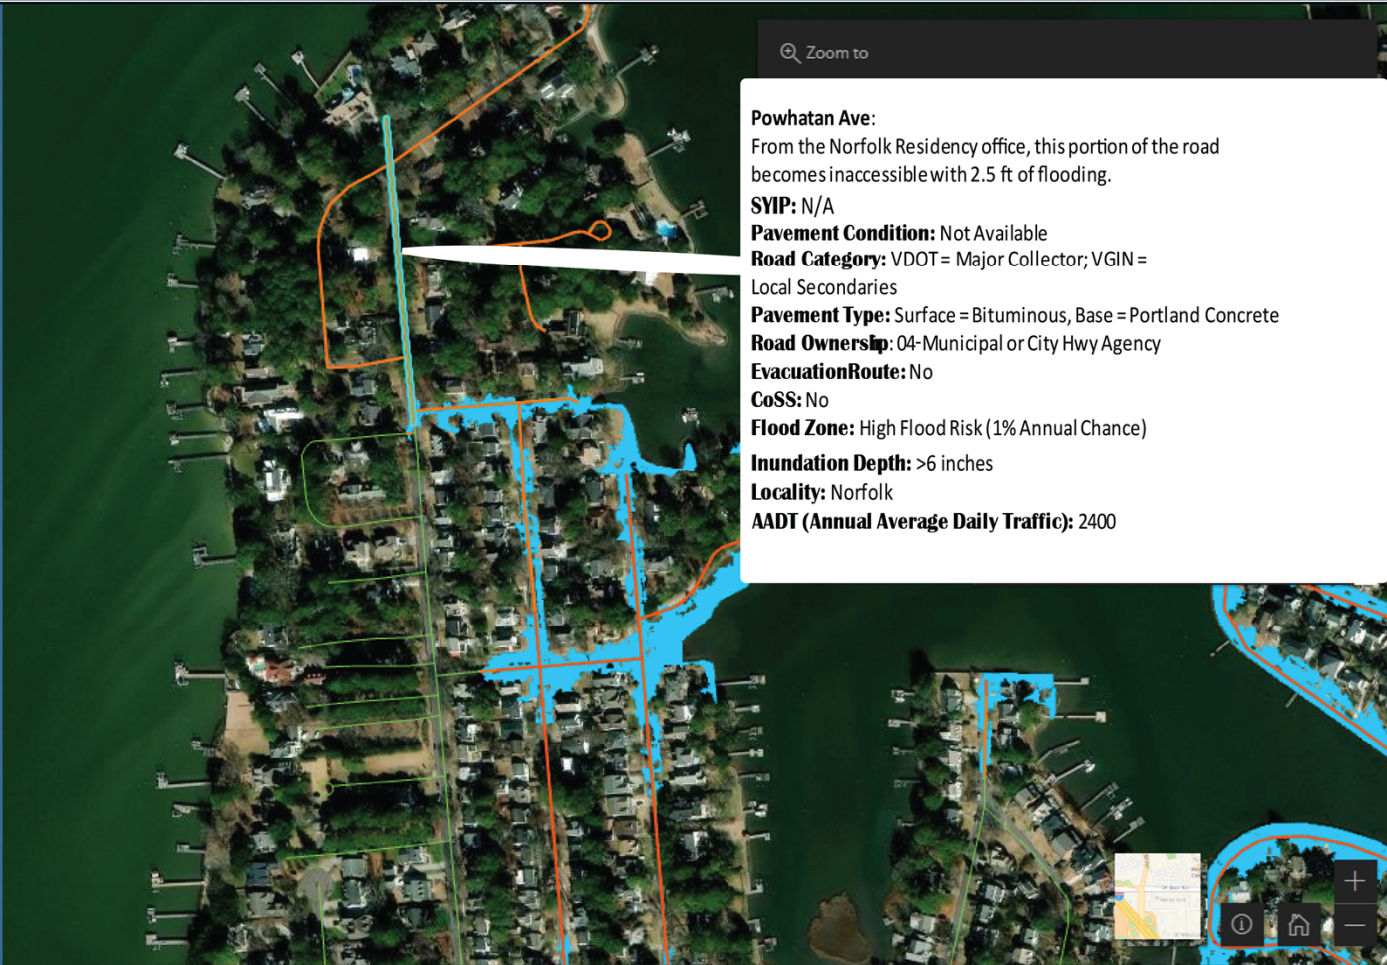 Zoom to
Powhatan Ave:
From the Norfolk Residency office, this portion of the road
becomes inaccessible with 2.5 ft of flooding.
SYIP: N/A
Pavement Condition: Not Available
Road Category: VDOT = Major Collector; VGIN =
Local Secondaries
Pavement Type: Surface = Bituminous, Base = Portland Concrete
Road Ownership: 04-Municipal or City Hwy Agency
EvacuationRoute: No
CoSS: No
Flood Zone: High Flood Risk (1% Annual Chance)
Inundation Depth: >6 inches
Locality: Norfolk
AADT (Annual Average Daily Traffic): 2400